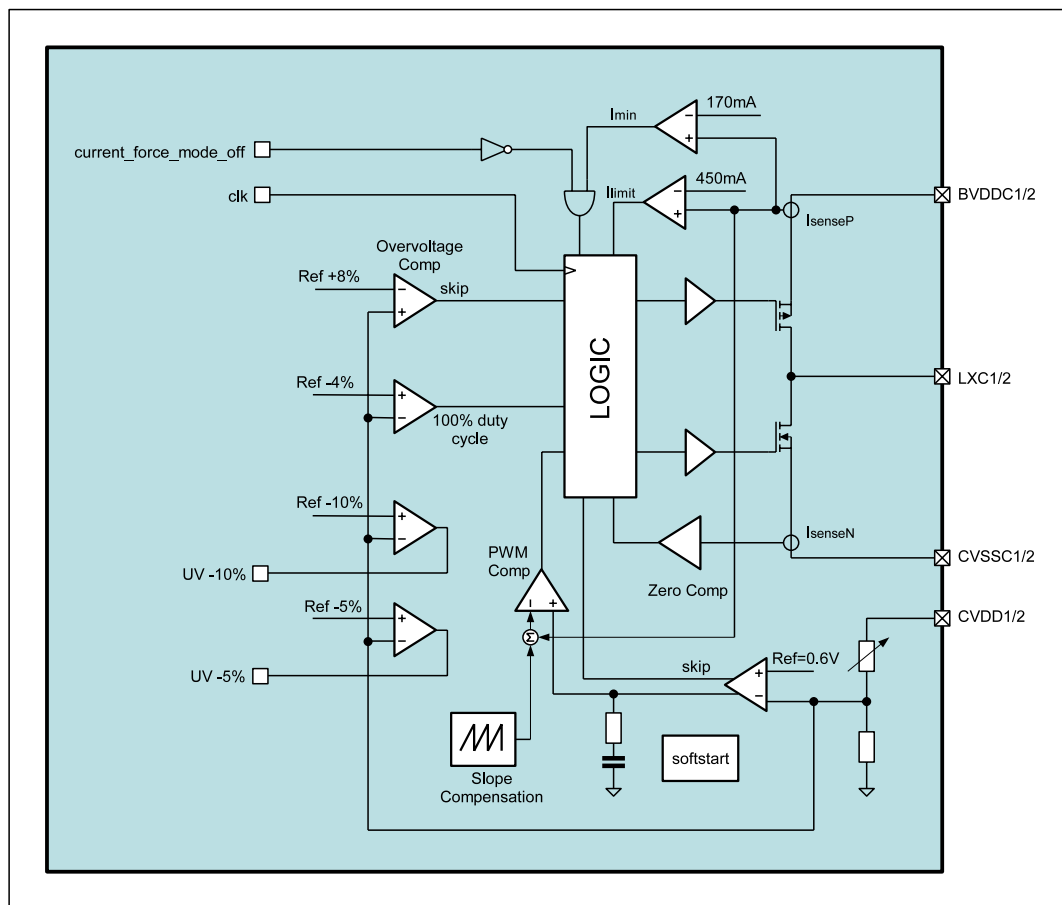 170mA
Imin
current_force_mode_off
450mA
clk
Ilimit
BVDDC1/2
IsenseP
Overvoltage
Comp
Ref +8%
skip
LOGIC
Ref -4%
LXC1/2
100% duty
cycle
Ref -10%
IsenseN
PWM
Comp
CVSSC1/2
UV -10%
Zero Comp
Ref -5%
CVDD1/2
Σ
Ref=0.6V
skip
UV -5%
softstart
Slope
Compensation